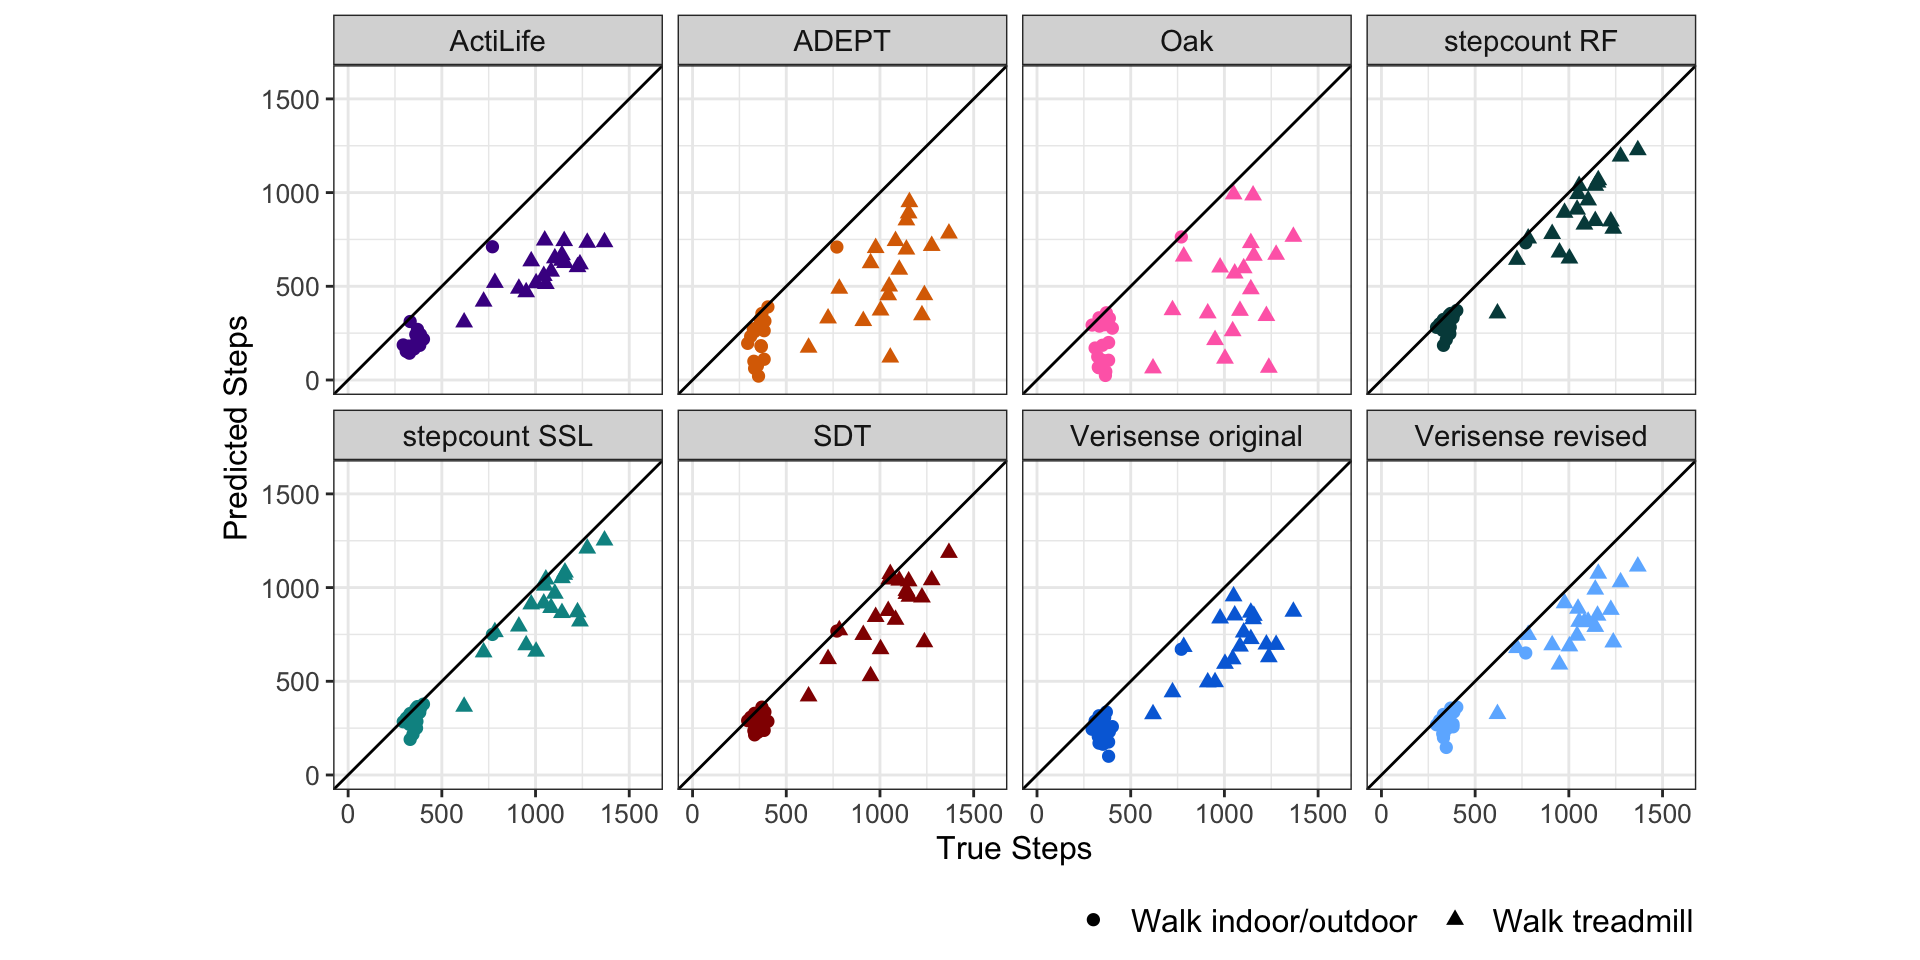 ActiLife
ADEPT
Oak
stepcount RF
1500
1000
500
0
stepcount SSL
SDT
Verisense original
Verisense revised
1500
1000
500
0
0 500 1000 1500
0 500 1000 1500
0 500 1000 1500
0 500 1000 1500
Predicted Steps
True Steps
Walk indoor/outdoor
Walk treadmill